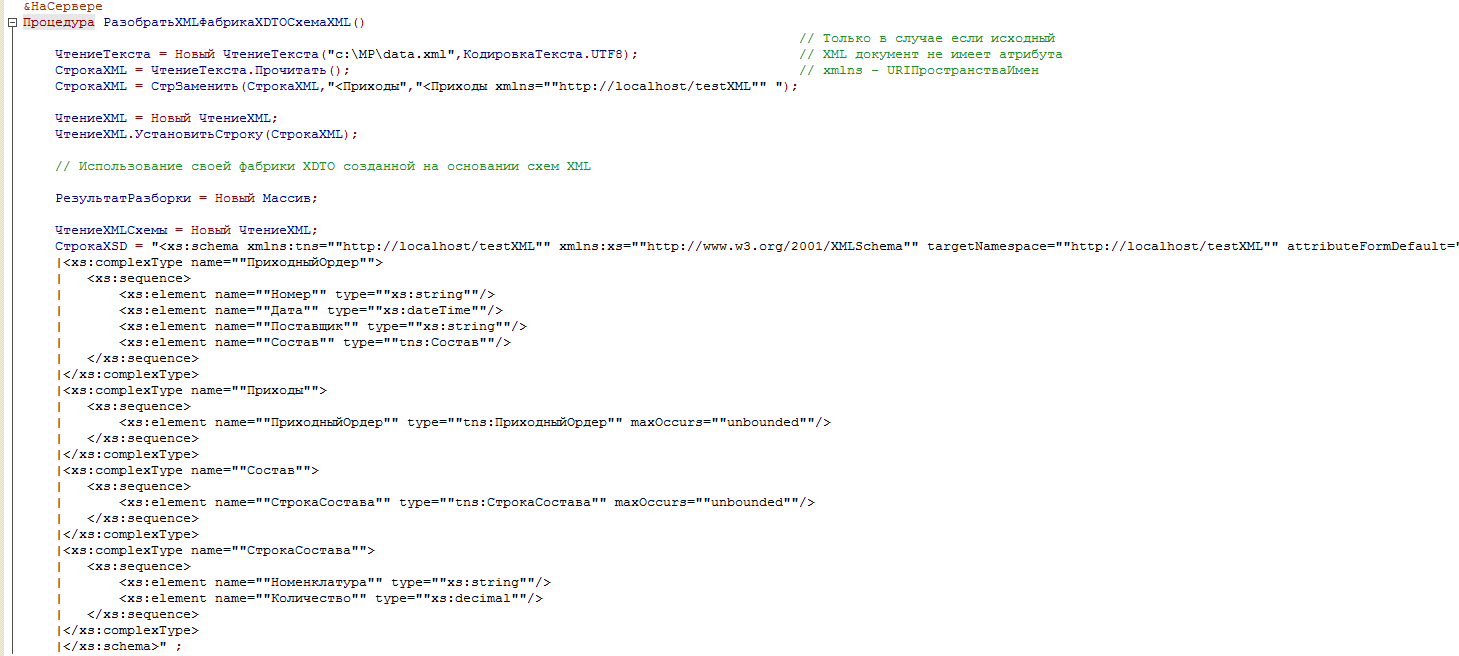 &НаСервере
Процедура РазобратьXMLФабрикаXDTOСхемаXML()
// Только в случае если исходный
ЧтениеТекста = Новый ЧтениеТекста("c:\MP\data.xml",КодировкаТекста.UTF8); // XML документ не имеет атрибута
СтрокаXML = ЧтениеТекста.Прочитать(); // xmlns - URIПространстваИмен
СтрокаXML = СтрЗаменить(СтрокаXML,"<Приходы","<Приходы xmlns=""http://localhost/testXML"" ");
ЧтениеXML = Новый ЧтениеXML;
ЧтениеXML.УстановитьСтроку(СтрокаXML);
// Использование своей фабрики XDTO созданной на основании схем XML
РезультатРазборки = Новый Массив;
ЧтениеXMLСхемы = Новый ЧтениеXML;
СтрокаXSD = "<xs:schema xmlns:tns=""http://localhost/testXML"" xmlns:xs=""http://www.w3.org/2001/XMLSchema"" targetNamespace=""http://localhost/testXML"" attributeFormDefault="
|<xs:complexType name=""ПриходныйОрдер"">
| <xs:sequence>
| <xs:element name=""Номер"" type=""xs:string""/>
| <xs:element name=""Дата"" type=""xs:dateTime""/>
| <xs:element name=""Поставщик"" type=""xs:string""/>
| <xs:element name=""Состав"" type=""tns:Состав""/>
| </xs:sequence>
|</xs:complexType>
|<xs:complexType name=""Приходы"">
| <xs:sequence>
| <xs:element name=""ПриходныйОрдер"" type=""tns:ПриходныйОрдер"" maxOccurs=""unbounded""/>
| </xs:sequence>
|</xs:complexType>
|<xs:complexType name=""Состав"">
| <xs:sequence>
| <xs:element name=""СтрокаСостава"" type=""tns:СтрокаСостава"" maxOccurs=""unbounded""/>
| </xs:sequence>
|</xs:complexType>
|<xs:complexType name=""СтрокаСостава"">
| <xs:sequence>
| <xs:element name=""Номенклатура"" type=""xs:string""/>
| <xs:element name=""Количество"" type=""xs:decimal""/>
| </xs:sequence>
|</xs:complexType>
|</xs:schema>" ;